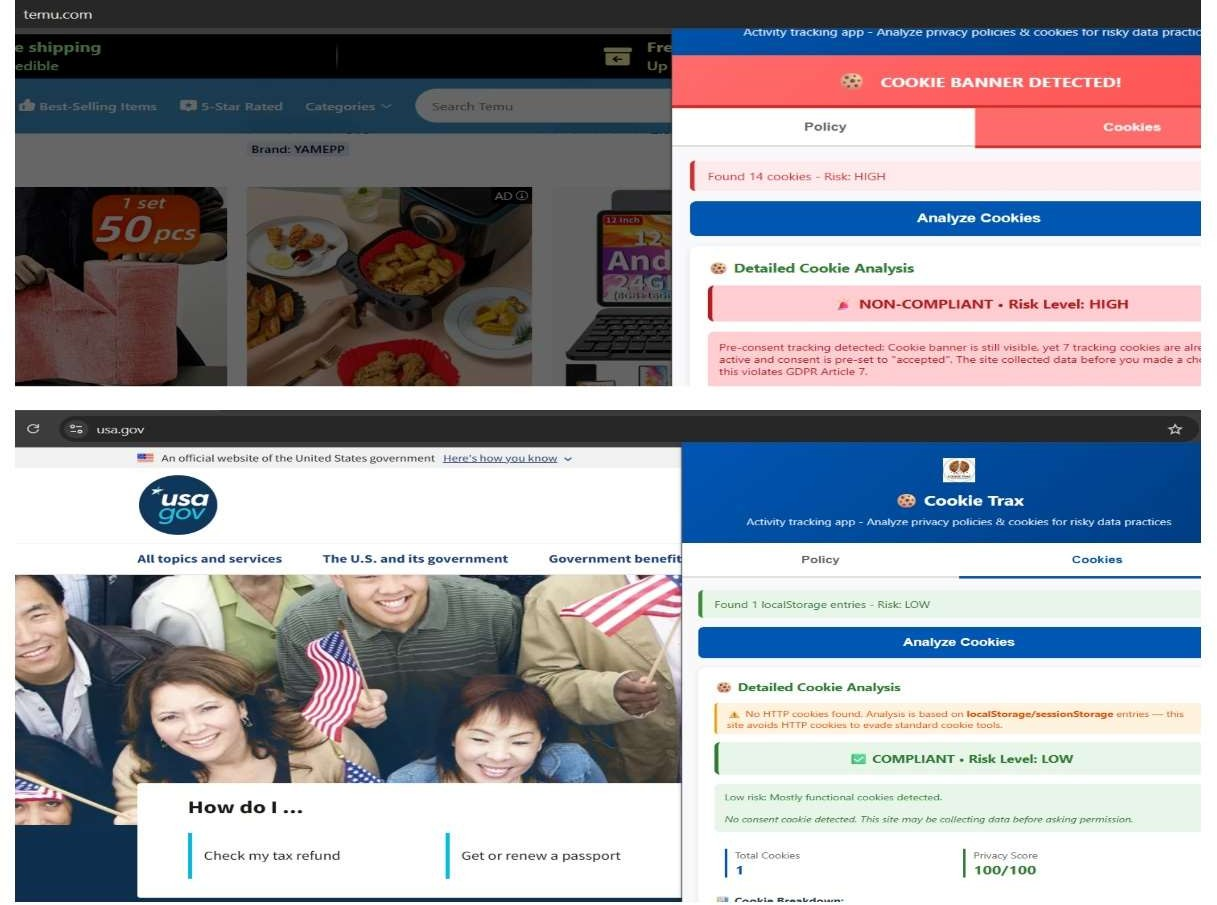 temu.com
e shipping
edible
Fre
Up
Activity tracking app - Analyze privacy policies & cookies for risky data practic
COOKIE BANNER DETECTED!
Best-Selling Items
5-Star Rated
Categories
Search Temu
Policy
Cookies
Brand: YAMEPP
Found 14 cookies - Risk: HIGH
Analyze Cookies
1 set
50 pcs
AD
12 inch
12
And
24G
Detailed Cookie Analysis
NON-COMPLIANT • Risk Level: HIGH
Pre-consent tracking detected: Cookie banner is still visible, yet 7 tracking cookies are alre
active and consent is pre-set to "accepted". The site collected data before you made a ch
this violates GDPR Article 7.
usa.gov
An official website of the United States government Here's how you know
usa
gov
All topics and services
The U.S. and its government
Government benefit
Cookie Trax
Activity tracking app - Analyze privacy policies & cookies for risky data practices
Policy
Cookies
Found 1 localStorage entries - Risk: LOW
Analyze Cookies
Detailed Cookie Analysis
No HTTP cookies found. Analysis is based on localStorage/sessionStorage entries — this
site avoids HTTP cookies to evade standard cookie tools.
COMPLIANT • Risk Level: LOW
Low risk: Mostly functional cookies detected.
No consent cookie detected. This site may be collecting data before asking permission.
Total Cookies
1
Privacy Score
100/100
Cookie Breakdown:
How do I ...
Check my tax refund
Get or renew a passport